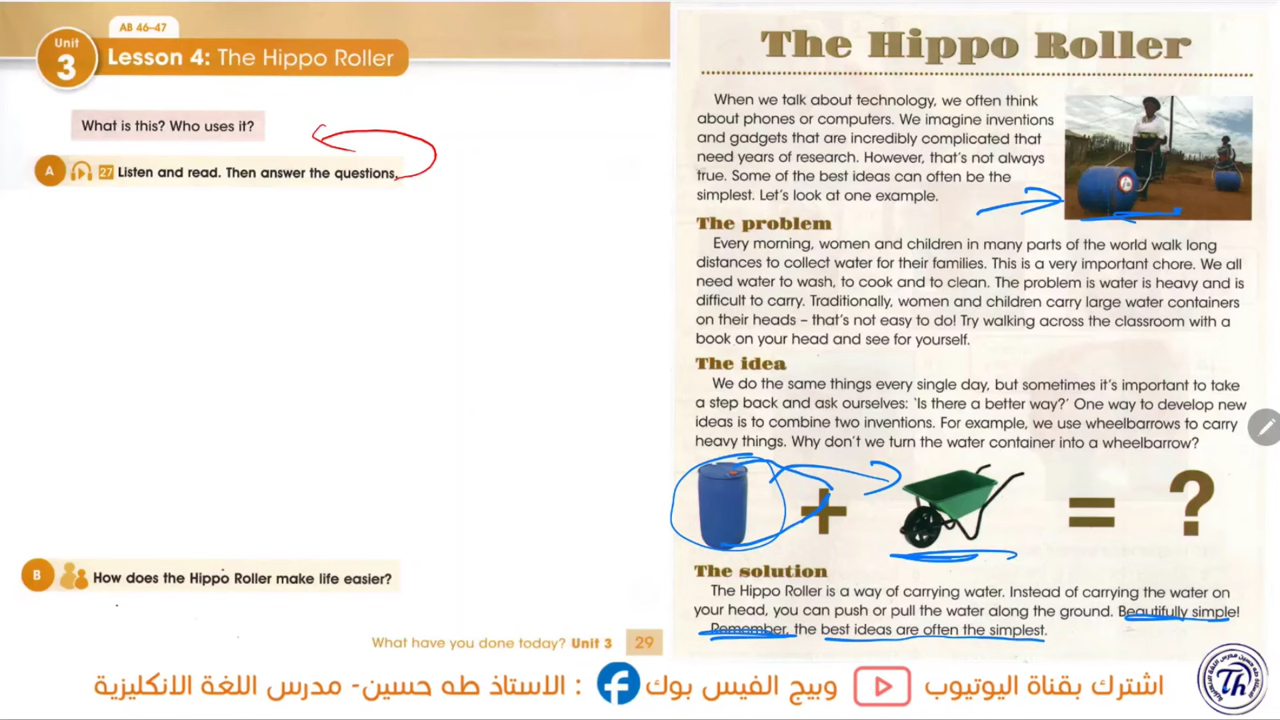 AB 46–47
Unit
3
Lesson 4: The Hippo Roller
What is this? Who uses it?
A 27 Listen and read. Then answer the questions.
B How does the Hippo Roller make life easier?
What have you done today? Unit 3 29
The Hippo Roller
When we talk about technology, we often think
about phones or computers. We imagine inventions
and gadgets that are incredibly complicated that
need years of research. However, that's not always
true. Some of the best ideas can often be the
simplest. Let's look at one example.
The problem
Every morning, women and children in many parts of the world walk long
distances to collect water for their families. This is a very important chore. We all
need water to wash, to cook and to clean. The problem is water is heavy and is
difficult to carry. Traditionally, women and children carry large water containers
on their heads – that's not easy to do! Try walking across the classroom with a
book on your head and see for yourself.
The idea
We do the same things every single day, but sometimes it's important to take
a step back and ask ourselves: 'Is there a better way?' One way to develop new
ideas is to combine two inventions. For example, we use wheelbarrows to carry
heavy things. Why don't we turn the water container into a wheelbarrow?
+ = ?
The solution
The Hippo Roller is a way of carrying water. Instead of carrying the water on
your head, you can push or pull the water along the ground. Beautifully simple!
Remember, the best ideas are often the simplest.
اشترك بقناة اليوتيوب وبيج الفيس بوك : الاستاذ طه حسين- مدرس اللغة الانكليزية
Th